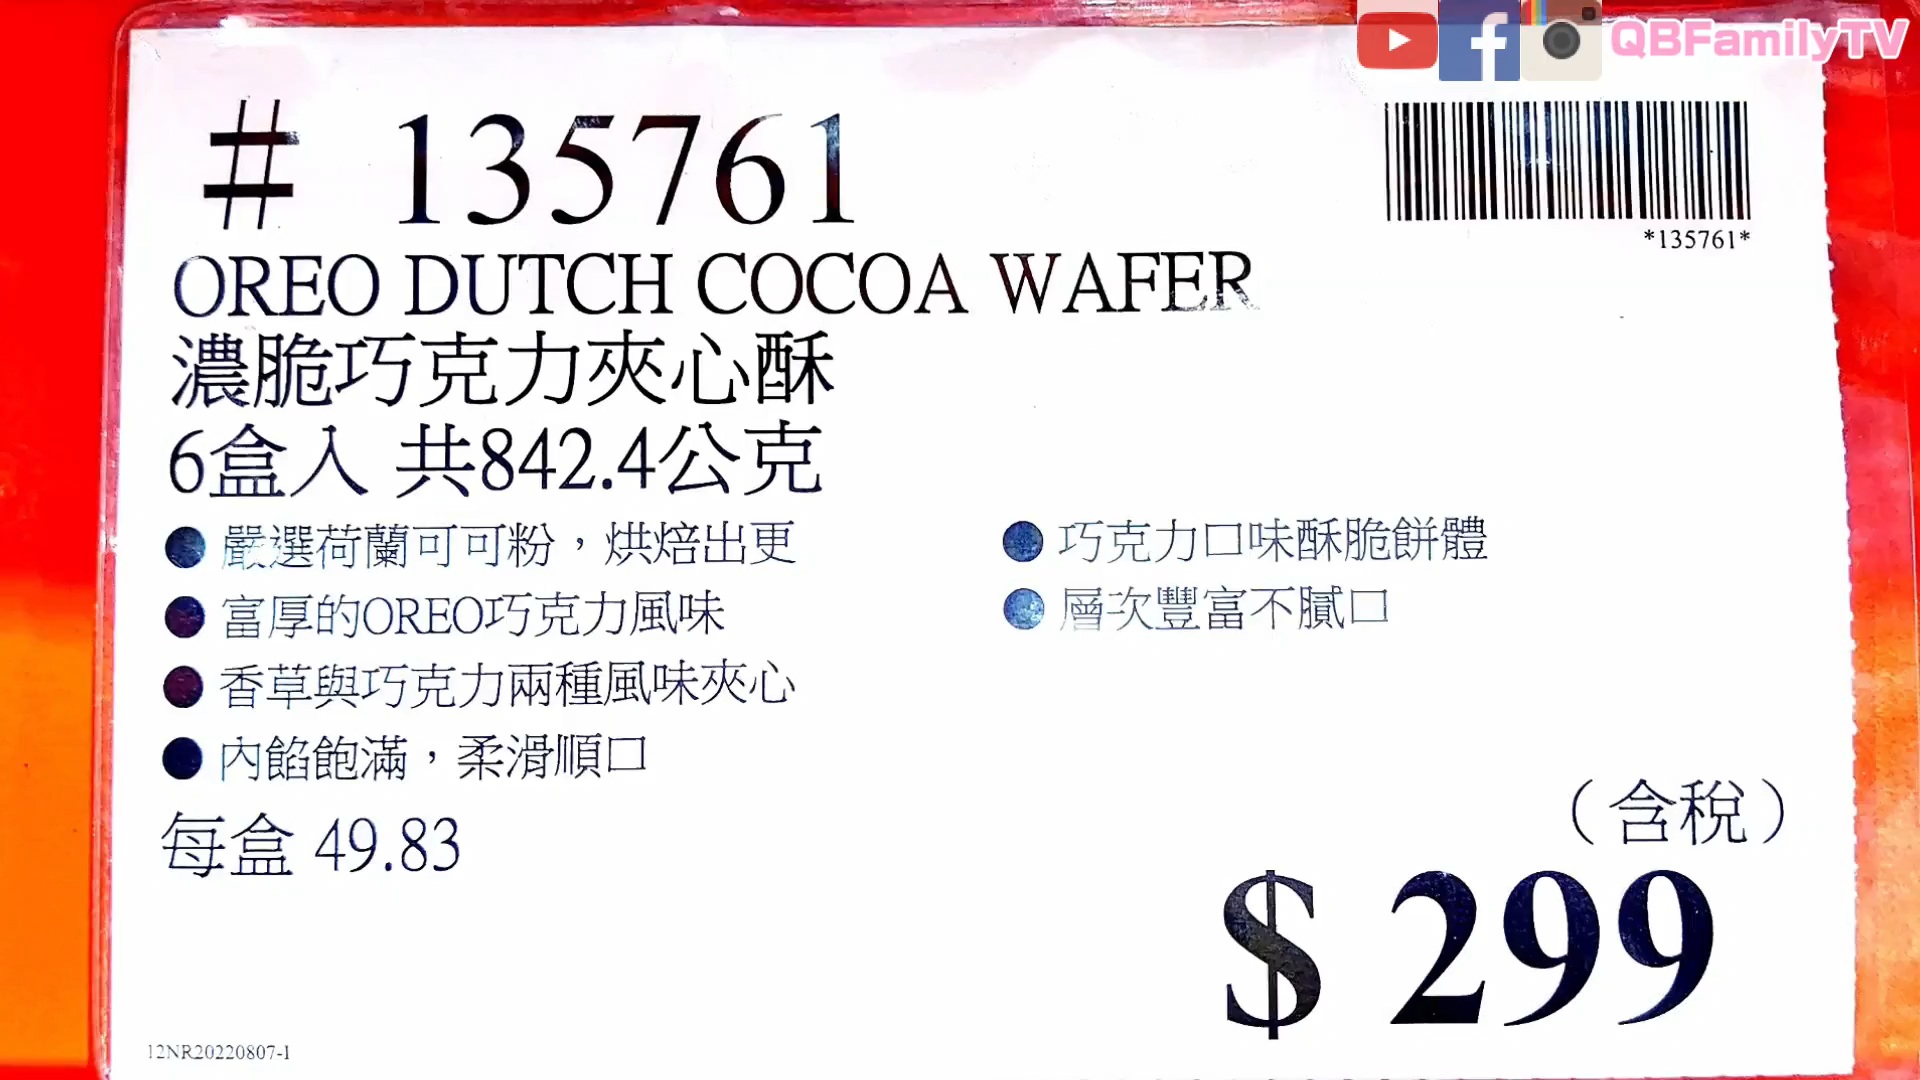 QBFamilyTV
# 135761
*135761*
OREO DUTCH COCOA WAFER
濃脆巧克力夾心酥
6盒入 共842.4公克
● 嚴選荷蘭可可粉，烘焙出更
● 富厚的OREO巧克力風味
● 香草與巧克力兩種風味夾心
● 內餡飽滿，柔滑順口
● 巧克力口味酥脆餅體
● 層次豐富不膩口
每盒 49.83
（含稅）
$ 299
12NR20220807-1